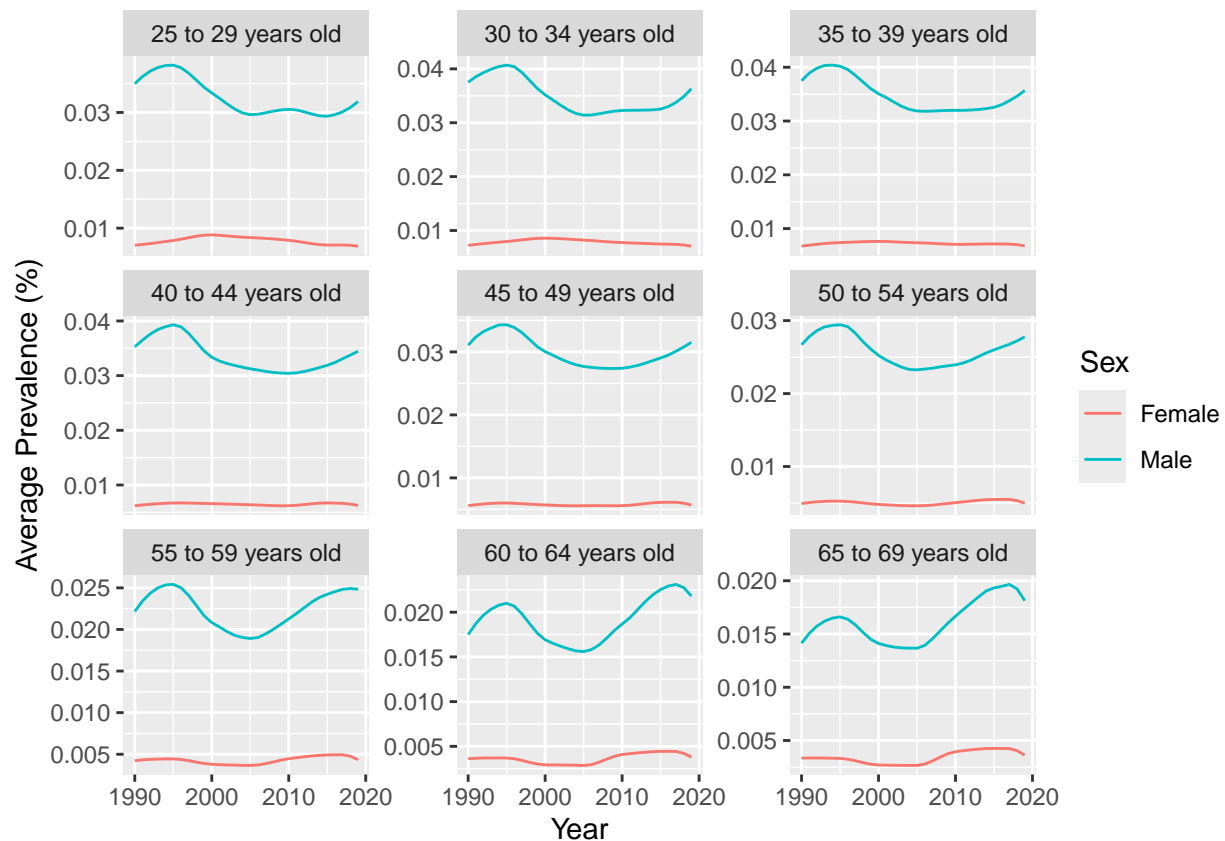 25 to 29 years old
30 to 34 years old
35 to 39 years old
0.03
0.02
0.01
0.04
0.03
0.02
0.01
0.04
0.03
0.02
0.01
40 to 44 years old
45 to 49 years old
50 to 54 years old
0.04
0.03
0.02
0.01
0.03
0.02
0.01
0.03
0.02
0.01
55 to 59 years old
60 to 64 years old
65 to 69 years old
0.025
0.020
0.015
0.010
0.005
0.020
0.015
0.010
0.005
0.020
0.015
0.010
0.005
1990 2000 2010 2020
1990 2000 2010 2020
1990 2000 2010 2020
Year
Average Prevalence (%)
Sex
Female
Male